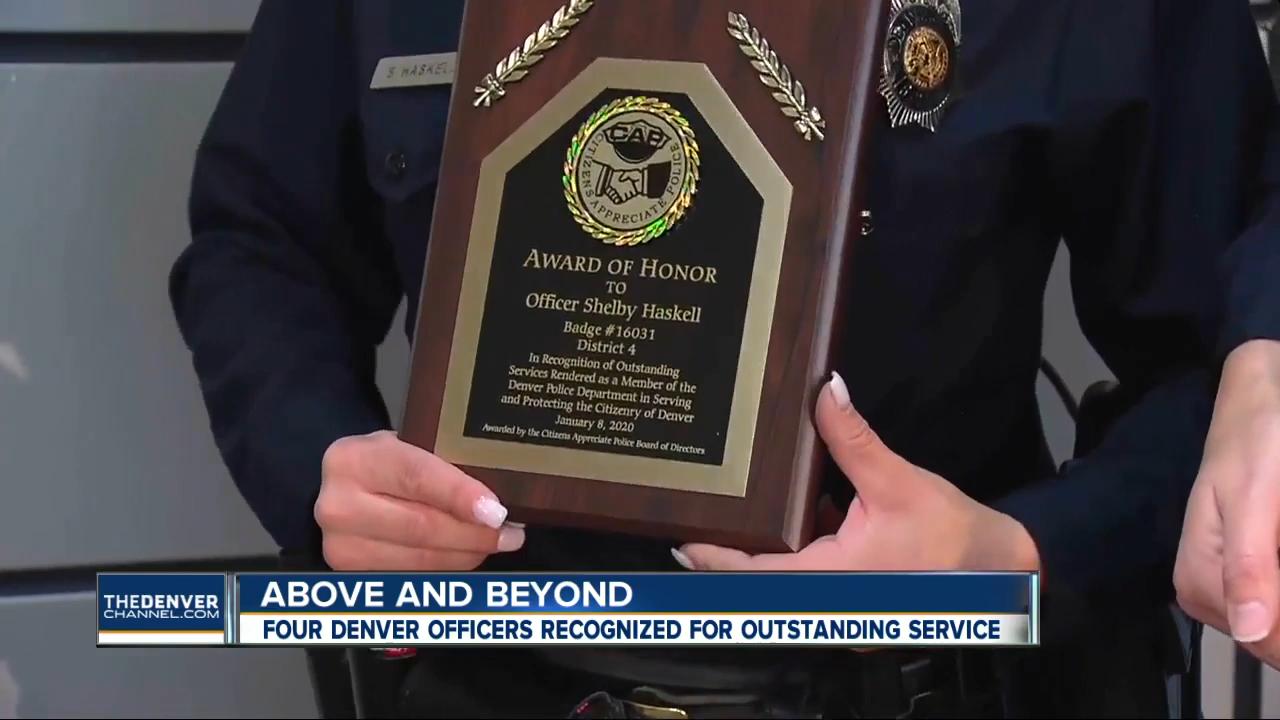 S HASKELL
CAP
CITIZENS APPRECIATE POLICE
AWARD OF HONOR
TO
Officer Shelby Haskell
Badge #16031
District 4
In Recognition of Outstanding
Services Rendered as a Member of the
Denver Police Department in Serving
and Protecting the Citizenry of Denver
January 8, 2020
Awarded by the Citizens Appreciate Police Board of Directors
THEDENVER
CHANNEL.COM
ABOVE AND BEYOND
FOUR DENVER OFFICERS RECOGNIZED FOR OUTSTANDING SERVICE